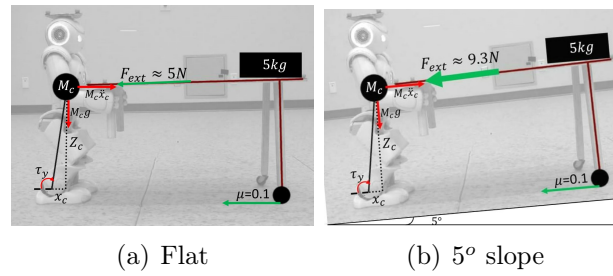 F_ext ≈ 5N
5kg
M_c
M_c ẍ_c
M_c g
Z_c
τ_y
x_c
μ=0.1
F_ext ≈ 9.3N
5kg
M_c
M_c ẍ_c
M_c g
Z_c
τ_y
x_c
μ=0.1
5°
(a) Flat
(b) 5° slope